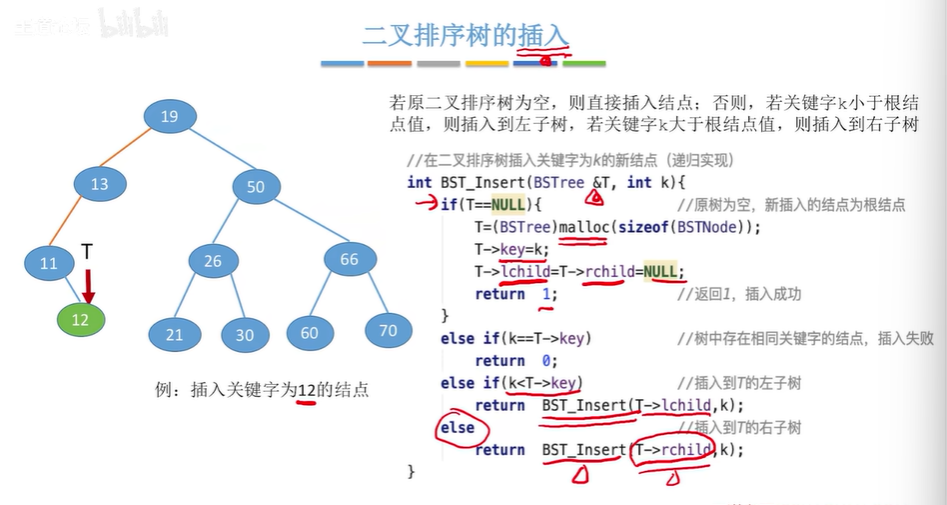 二叉排序树的插入
若原二叉排序树为空，则直接插入结点；否则，若关键字k小于根结
点值，则插入到左子树，若关键字k大于根结点值，则插入到右子树
19
13
50
11
T
26
66
12
21
30
60
70
例：插入关键字为12的结点
//在二叉排序树插入关键字为k的新结点（递归实现）
int BST_Insert(BSTree &T, int k){
if(T==NULL){ //原树为空，新插入的结点为根结点
T=(BSTree)malloc(sizeof(BSTNode));
T->key=k;
T->lchild=T->rchild=NULL;
return 1; //返回1，插入成功
}
else if(k==T->key) //树中存在相同关键字的结点，插入失败
return 0;
else if(k<T->key) //插入到T的左子树
return BST_Insert(T->lchild,k);
else //插入到T的右子树
return BST_Insert(T->rchild,k);
}